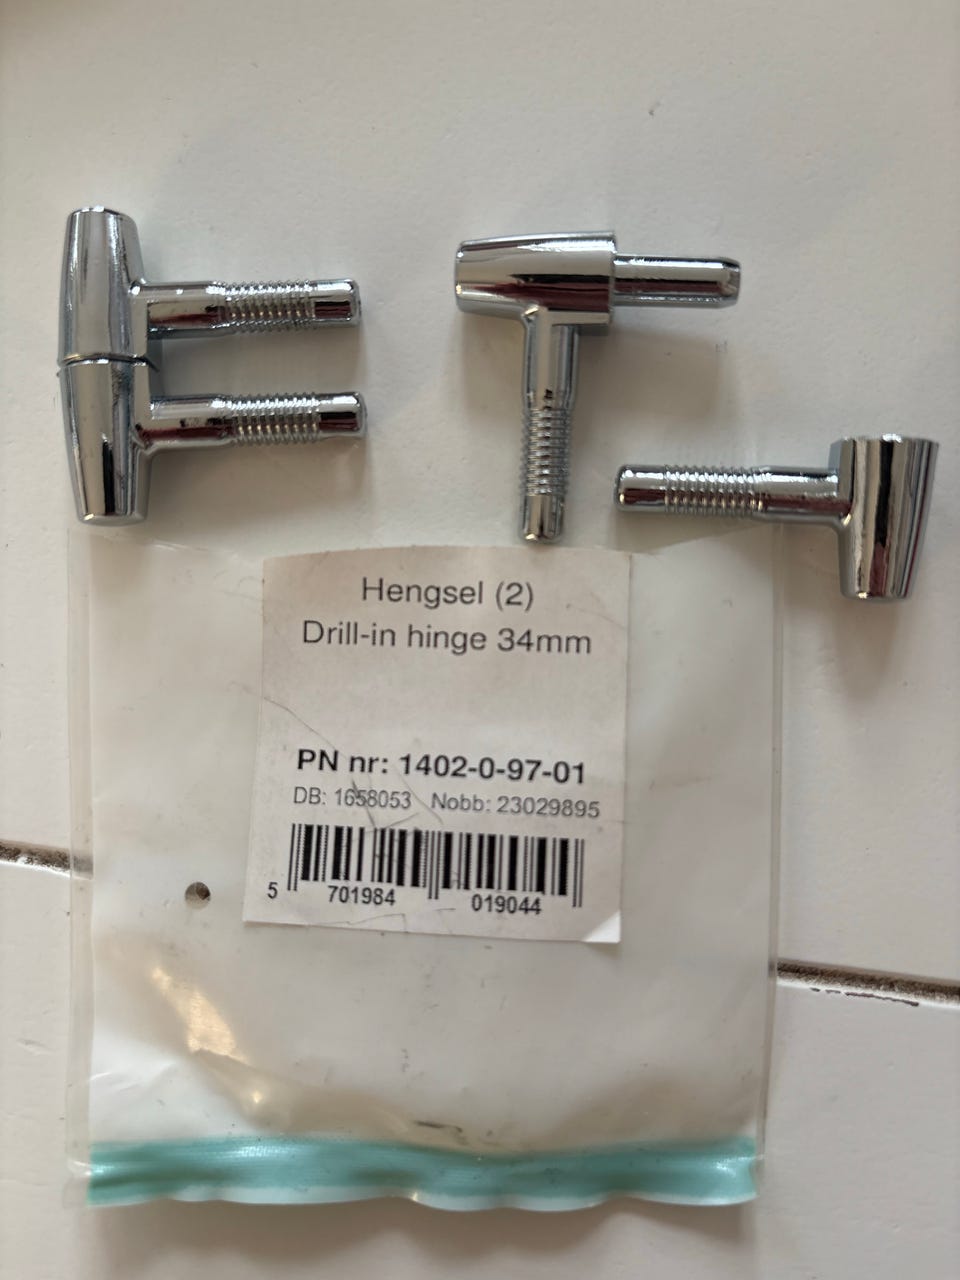 Hengsel (2)
Drill-in hinge 34mm
PN nr: 1402-0-97-01
DB: 1658053 Nobb: 23029895
5 701984 019044